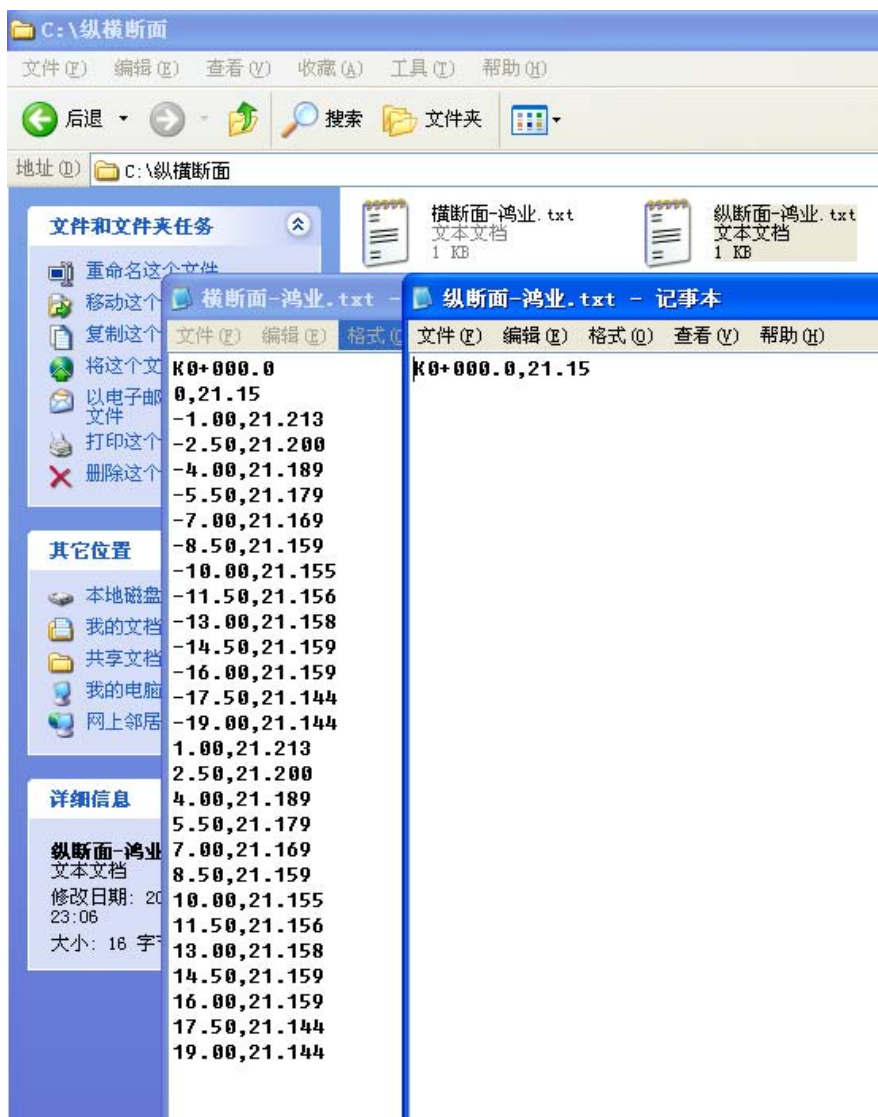 C:\纵横断面
文件(F) 编辑(E) 查看(V) 收藏(A) 工具(T) 帮助(H)
后退 搜索 文件夹
地址(D) C:\纵横断面
文件和文件夹任务
重命名这个文件
移动这个
复制这个
将这个文
以电子邮
文件
打印这个
删除这个
其它位置
本地磁盘
我的文档
共享文档
我的电脑
网上邻居
详细信息
纵断面-鸿业
文本文档
修改日期: 20
23:06
大小: 16 字节
横断面-鸿业.txt
文本文档
1 KB
纵断面-鸿业.txt
文本文档
1 KB
横断面-鸿业.txt -
文件(F) 编辑(E) 格式(O
K0+000.0
0,21.15
-1.00,21.213
-2.50,21.200
-4.00,21.189
-5.50,21.179
-7.00,21.169
-8.50,21.159
-10.00,21.155
-11.50,21.156
-13.00,21.158
-14.50,21.159
-16.00,21.159
-17.50,21.144
-19.00,21.144
1.00,21.213
2.50,21.200
4.00,21.189
5.50,21.179
7.00,21.169
8.50,21.159
10.00,21.155
11.50,21.156
13.00,21.158
14.50,21.159
16.00,21.159
17.50,21.144
19.00,21.144
纵断面-鸿业.txt - 记事本
文件(F) 编辑(E) 格式(O) 查看(V) 帮助(H)
K0+000.0,21.15